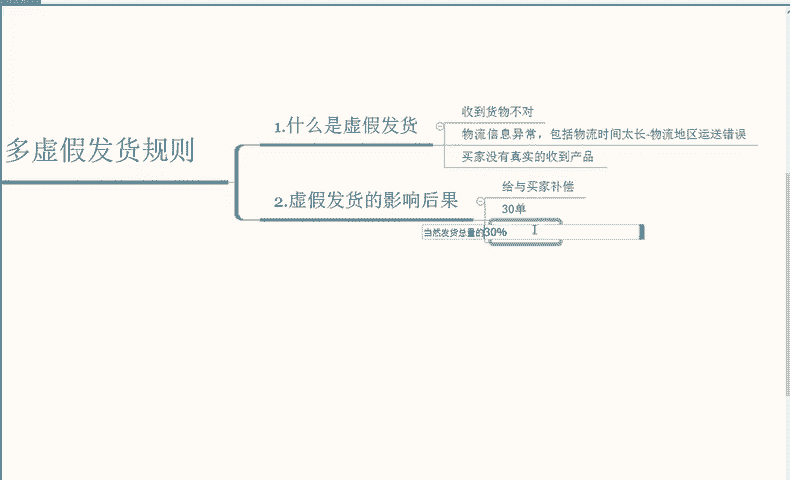 多虚假发货规则
1.什么是虚假发货
收到货物不对
物流信息异常，包括物流时间太长-物流地区运送错误
买家没有真实的收到产品
2.虚假发货的影响后果
给与买家补偿
30单
当然发货总量的30%